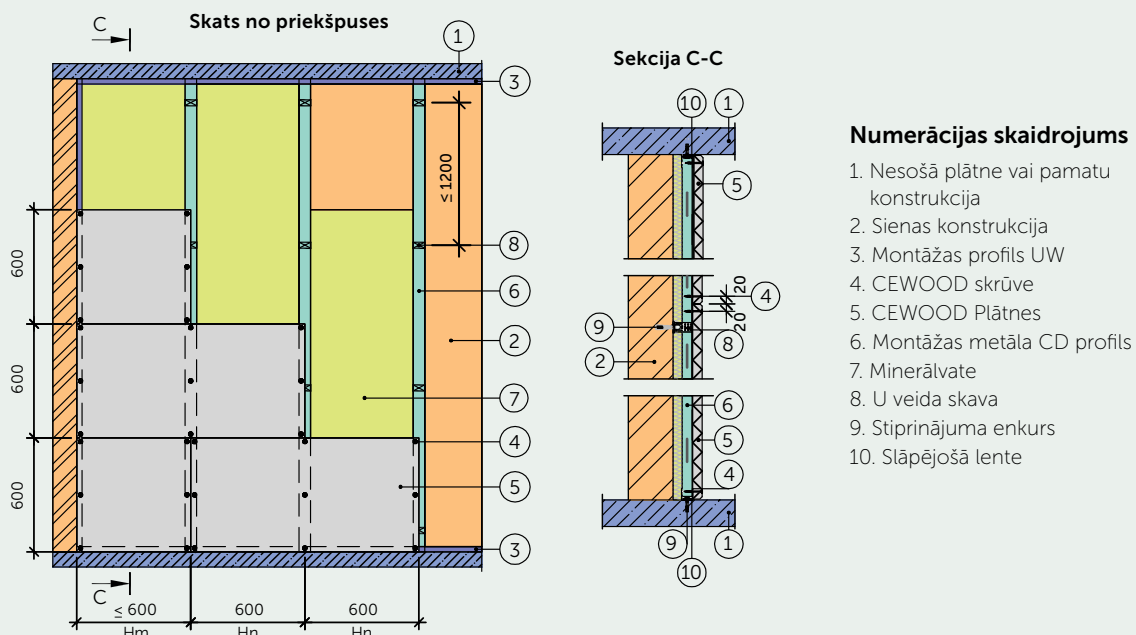 Skats no priekšpuses
C
1
3
≤ 1200
8
6
2
7
4
5
3
600
600
600
C
≤ 600
600
600
Hm
Hn
Hn
Sekcija C-C
10
1
5
20
4
20
9
8
2
6
5
4
9
1
10
Numerācijas skaidrojums
1. Nesošā plātne vai pamatu
konstrukcija
2. Sienas konstrukcija
3. Montāžas profils UW
4. CEWOOD skrūve
5. CEWOOD Plātnes
6. Montāžas metāla CD profils
7. Minerālvate
8. U veida skava
9. Stiprinājuma enkurs
10. Slāpējošā lente